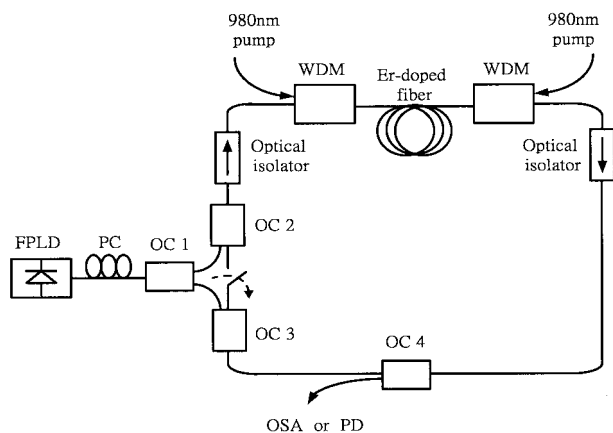 980nm
pump
980nm
pump
WDM
Er-doped
fiber
WDM
Optical
isolator
Optical
isolator
OC 2
FPLD
PC
OC 1
OC 3
OC 4
OSA or PD